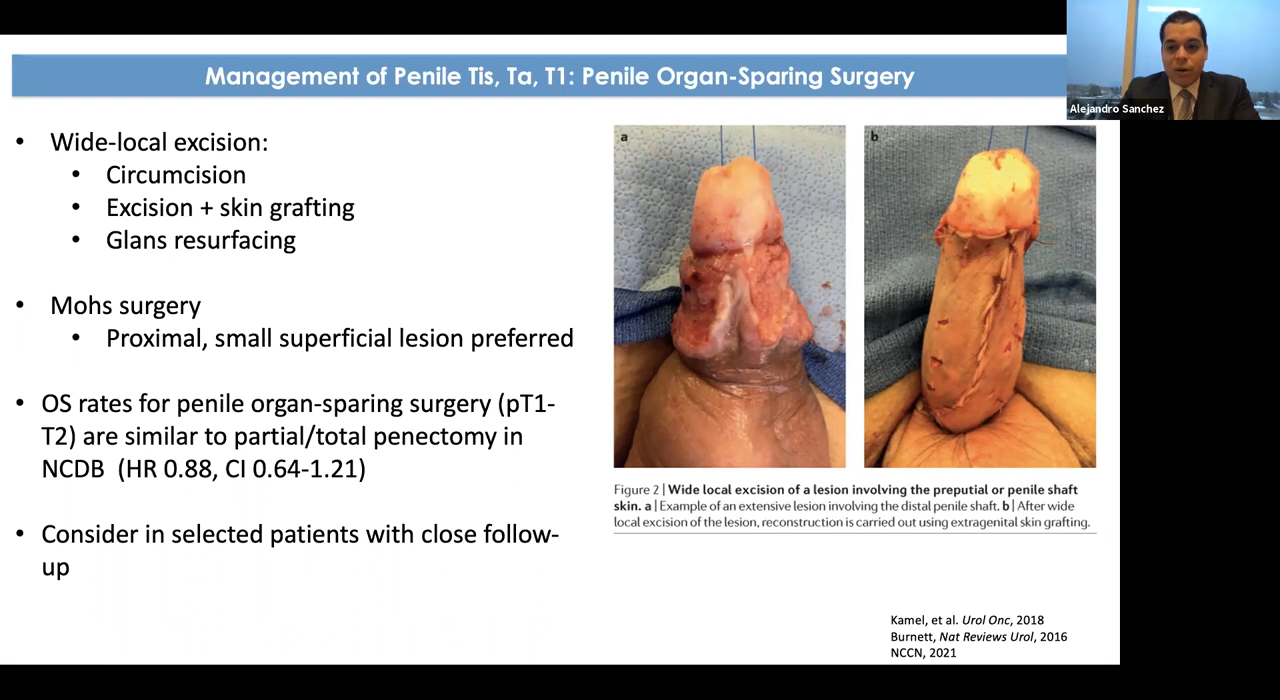 Management of Penile Tis, Ta, T1: Penile Organ-Sparing Surgery
Alejandro Sanchez
• Wide-local excision:
• Circumcision
• Excision + skin grafting
• Glans resurfacing
• Mohs surgery
• Proximal, small superficial lesion preferred
• OS rates for penile organ-sparing surgery (pT1-
T2) are similar to partial/total penectomy in
NCDB (HR 0.88, CI 0.64-1.21)
• Consider in selected patients with close follow-
up
a
b
Figure 2 | Wide local excision of a lesion involving the preputial or penile shaft
skin. a | Example of an extensive lesion involving the distal penile shaft. b | After wide
local excision of the lesion, reconstruction is carried out using extragenital skin grafting.
Kamel, et al. Urol Onc, 2018
Burnett, Nat Reviews Urol, 2016
NCCN, 2021